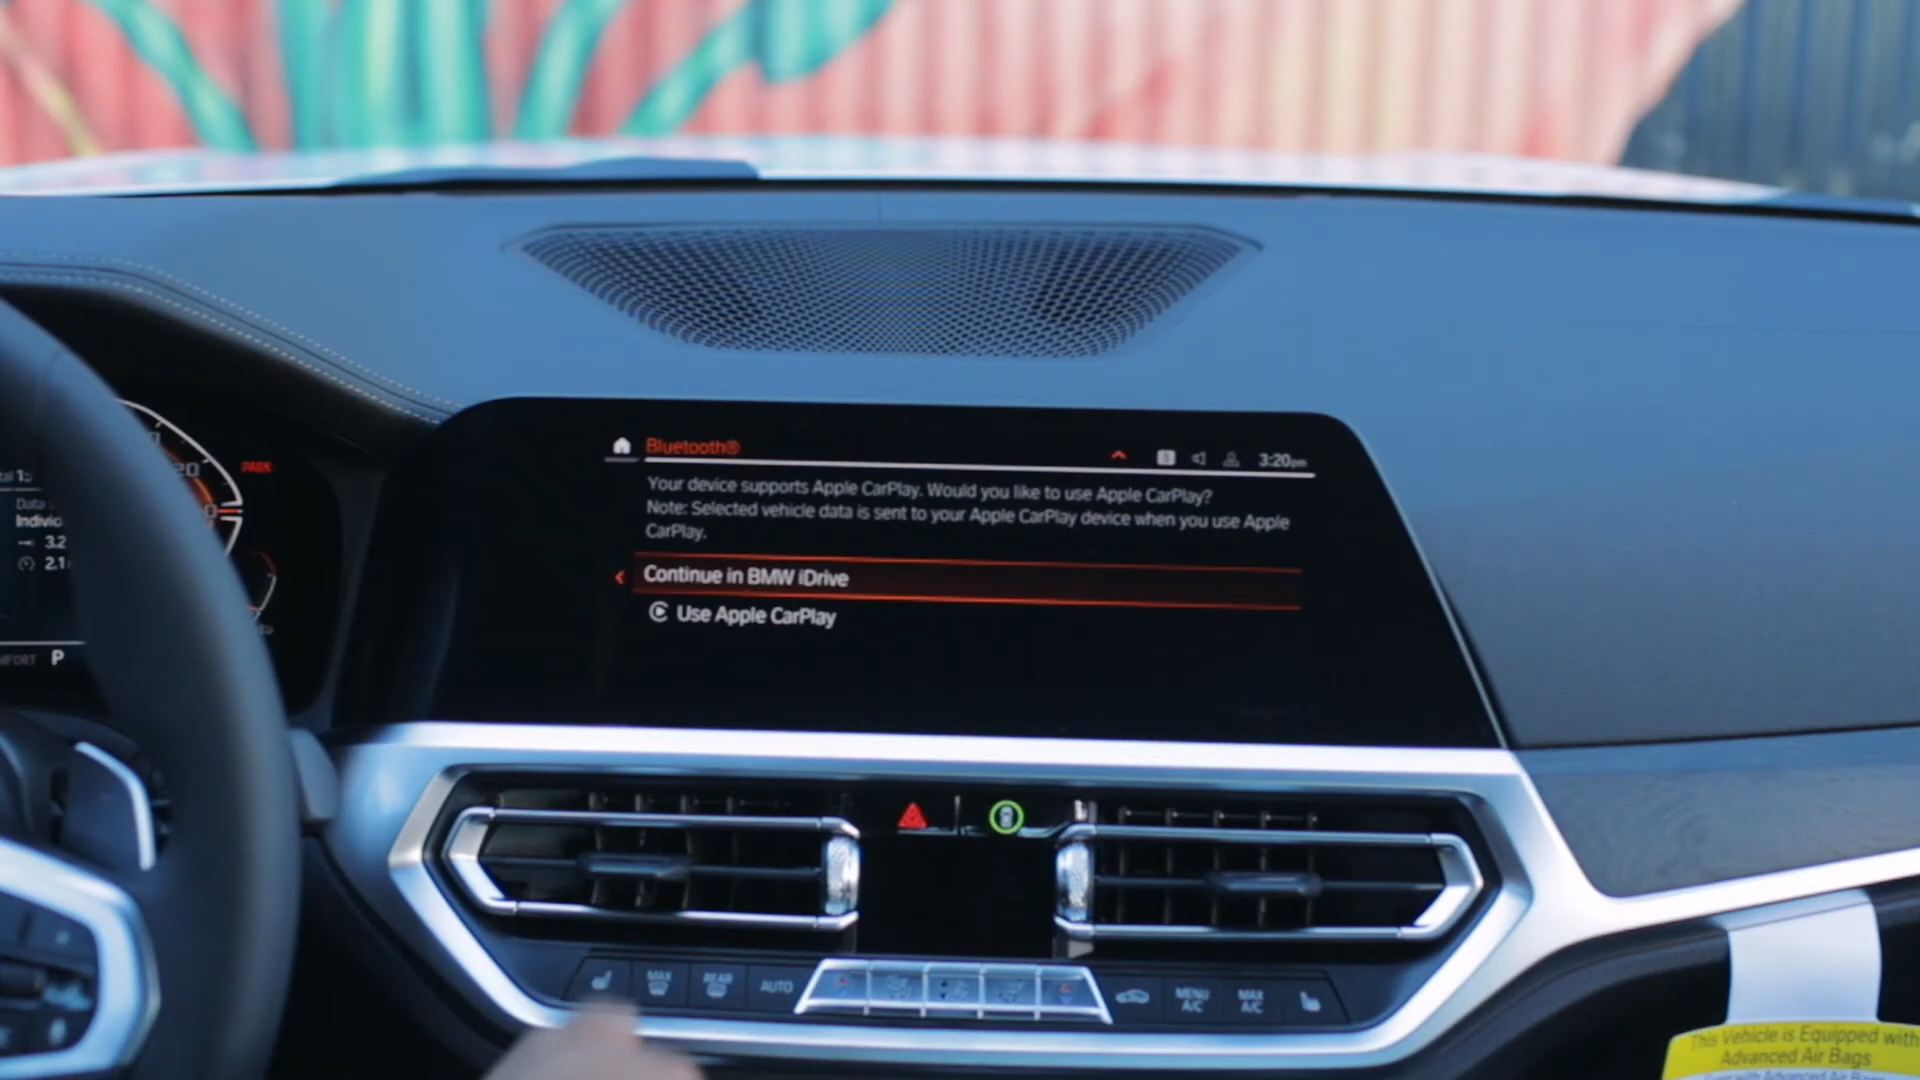 Bluetooth®
3:20pm
Your device supports Apple CarPlay. Would you like to use Apple CarPlay?
Note: Selected vehicle data is sent to your Apple CarPlay device when you use Apple
CarPlay.
Continue in BMW iDrive
Use Apple CarPlay
PARK
Data
3.2
2.1
P
MAX
REAR
AUTO
MENU
A/C
MAX
A/C
This Vehicle is Equipped with
Advanced Air Bags